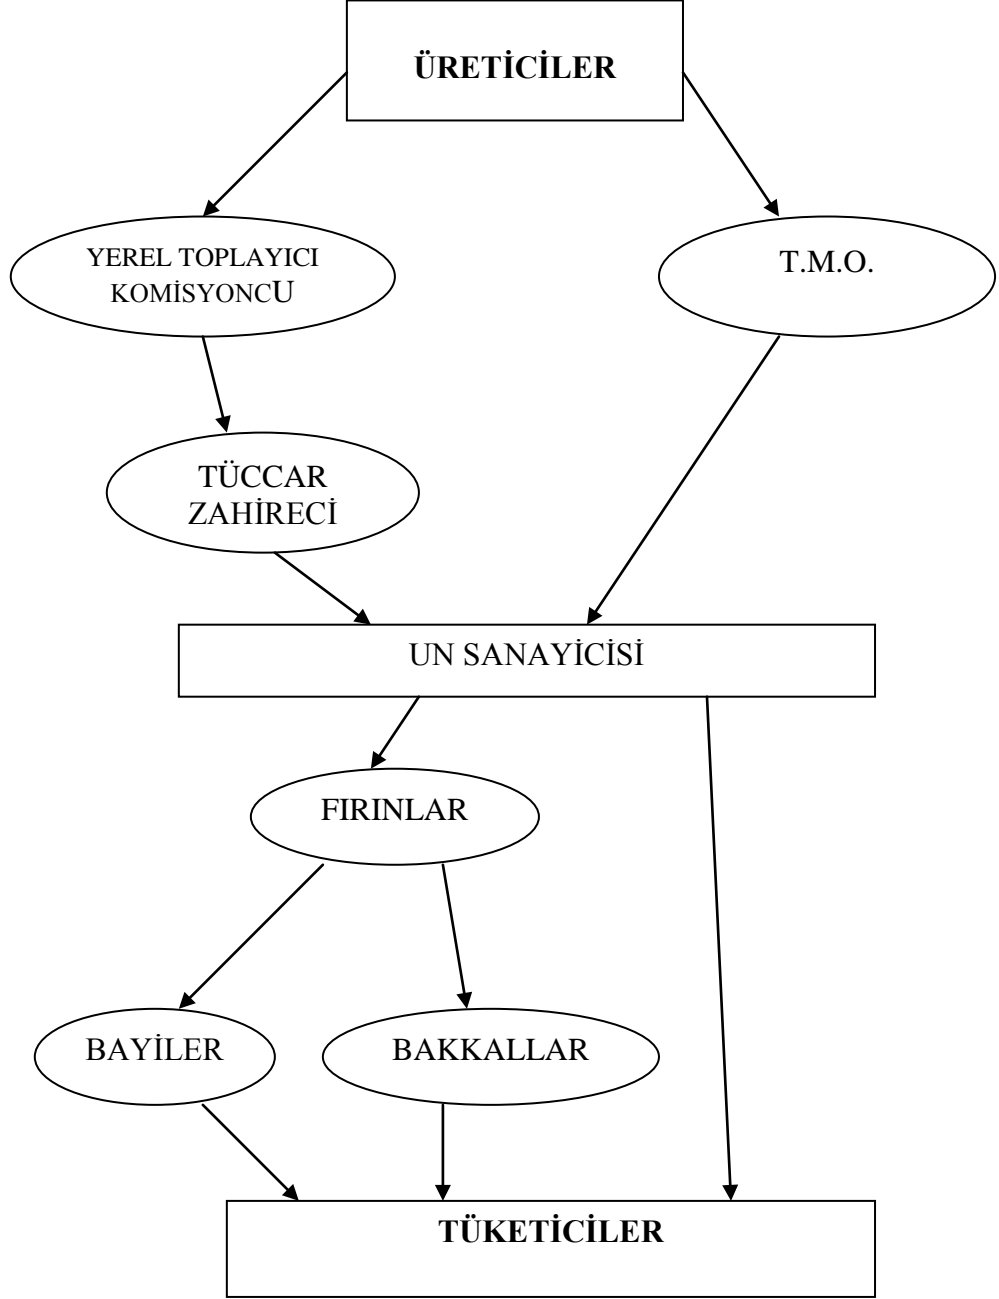 ÜRETİCİLER
YEREL TOPLAYICI
KOMİSYONCU
T.M.O.
TÜCCAR
ZAHİRECİ
UN SANAYİCİSİ
FIRINLAR
BAYİLER
BAKKALLAR
TÜKETİCİLER